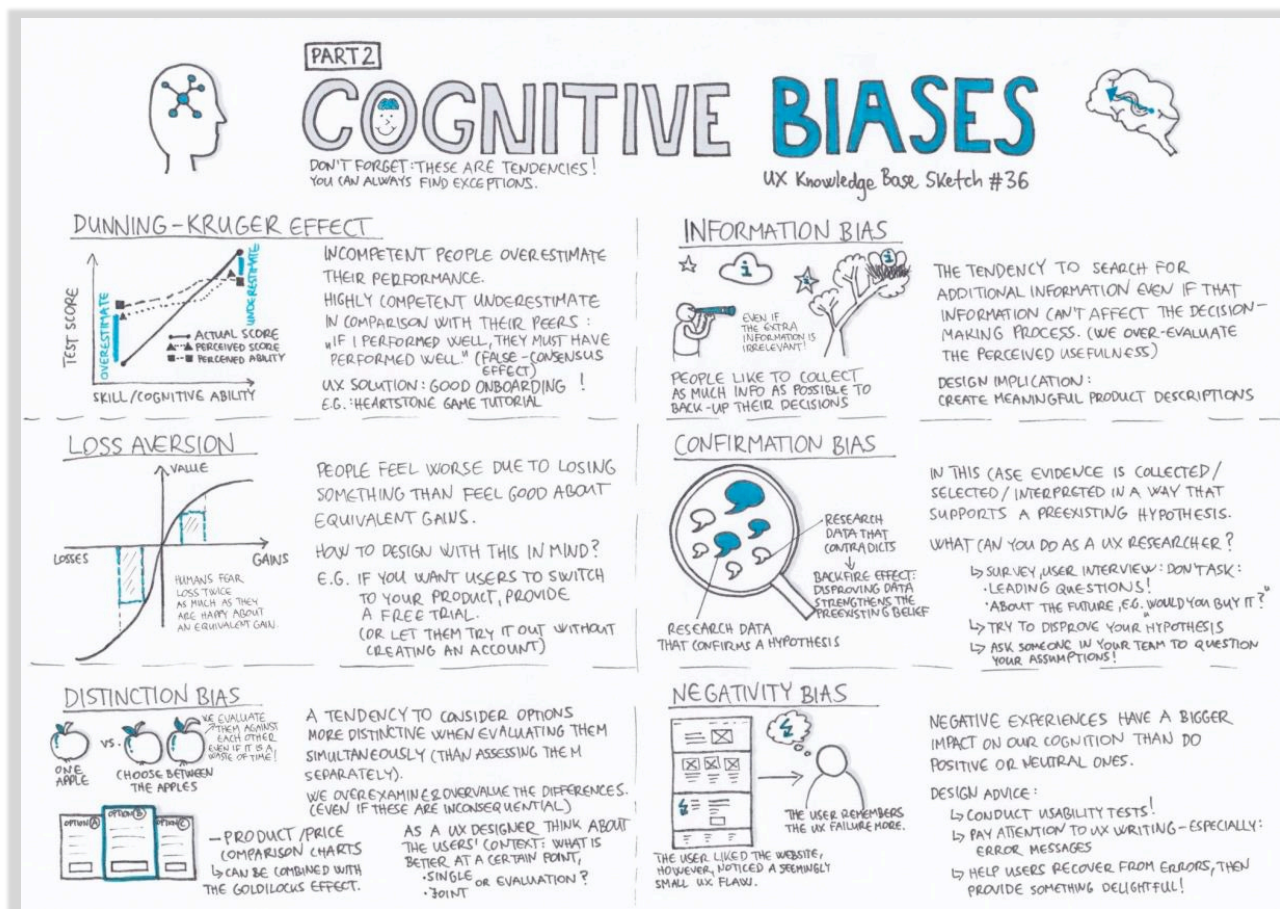 PART 2
COGNITIVE BIASES
DON'T FORGET: THESE ARE TENDENCIES!
YOU CAN ALWAYS FIND EXCEPTIONS.
UX Knowledge Base Sketch #36
DUNNING-KRUGER EFFECT
TEST SCORE
OVERESTIMATE
UNDERESTIMATE
ACTUAL SCORE
PERCEIVED SCORE
PERCEIVED ABILITY
SKILL/COGNITIVE ABILITY
INCOMPETENT PEOPLE OVERESTIMATE
THEIR PERFORMANCE.
HIGHLY COMPETENT UNDERESTIMATE
IN COMPARISON WITH THEIR PEERS:
"IF I PERFORMED WELL, THEY MUST HAVE
PERFORMED WELL." (FALSE-CONSENSUS
EFFECT)
UX SOLUTION: GOOD ONBOARDING!
E.G.: HEARTSTONE GAME TUTORIAL
INFORMATION BIAS
i
i
EVEN IF
THE EXTRA
INFORMATION IS
IRRELEVANT!
PEOPLE LIKE TO COLLECT
AS MUCH INFO AS POSSIBLE TO
BACK-UP THEIR DECISIONS
THE TENDENCY TO SEARCH FOR
ADDITIONAL INFORMATION EVEN IF THAT
INFORMATION CAN'T AFFECT THE DECISION-
MAKING PROCESS. (WE OVER-EVALUATE
THE PERCEIVED USEFULNESS)
DESIGN IMPLICATION:
CREATE MEANINGFUL PRODUCT DESCRIPTIONS
LOSS AVERSION
VALUE
LOSSES
GAINS
HUMANS FEAR
LOSS TWICE
AS MUCH AS THEY
ARE HAPPY ABOUT
AN EQUIVALENT GAIN.
PEOPLE FEEL WORSE DUE TO LOSING
SOMETHING THAN FEEL GOOD ABOUT
EQUIVALENT GAINS.
HOW TO DESIGN WITH THIS IN MIND?
E.G. IF YOU WANT USERS TO SWITCH
TO YOUR PRODUCT, PROVIDE
A FREE TRIAL.
(OR LET THEM TRY IT OUT WITHOUT
CREATING AN ACCOUNT)
CONFIRMATION BIAS
RESEARCH
DATA THAT
CONTRADICTS
BACKFIRE EFFECT:
DISPROVING DATA
STRENGTHENS THE
PREEXISTING BELIEF
RESEARCH DATA
THAT CONFIRMS A HYPOTHESIS
IN THIS CASE EVIDENCE IS COLLECTED/
SELECTED/INTERPRETED IN A WAY THAT
SUPPORTS A PREEXISTING HYPOTHESIS.
WHAT CAN YOU DO AS A UX RESEARCHER?
↳ SURVEY, USER INTERVIEW: DON'T ASK:
• LEADING QUESTIONS!
• ABOUT THE FUTURE, E.G. "WOULD YOU BUY IT?"
↳ TRY TO DISPROVE YOUR HYPOTHESIS
↳ ASK SOMEONE IN YOUR TEAM TO QUESTION
YOUR ASSUMPTIONS!
DISTINCTION BIAS
WE EVALUATE
THEM AGAINST
EACH OTHER
EVEN IF IT IS A
WASTE OF TIME!
VS.
ONE
APPLE
CHOOSE BETWEEN
THE APPLES
OPTION A
OPTION B
OPTION C
— PRODUCT/PRICE
COMPARISON CHARTS
↳ CAN BE COMBINED WITH
THE GOLDILOCKS EFFECT.
A TENDENCY TO CONSIDER OPTIONS
MORE DISTINCTIVE WHEN EVALUATING THEM
SIMULTANEOUSLY (THAN ASSESSING THEM
SEPARATELY).
WE OVEREXAMINE & OVERVALUE THE DIFFERENCES.
(EVEN IF THESE ARE INCONSEQUENTIAL)
AS A UX DESIGNER THINK ABOUT
THE USERS' CONTEXT: WHAT IS
BETTER AT A CERTAIN POINT,
• SINGLE
OR EVALUATION?
• JOINT
NEGATIVITY BIAS
THE USER REMEMBERS
THE UX FAILURE MORE.
THE USER LIKED THE WEBSITE,
HOWEVER, NOTICED A SEEMINGLY
SMALL UX FLAW.
NEGATIVE EXPERIENCES HAVE A BIGGER
IMPACT ON OUR COGNITION THAN DO
POSITIVE OR NEUTRAL ONES.
DESIGN ADVICE:
↳ CONDUCT USABILITY TESTS!
↳ PAY ATTENTION TO UX WRITING - ESPECIALLY:
ERROR MESSAGES
↳ HELP USERS RECOVER FROM ERRORS, THEN
PROVIDE SOMETHING DELIGHTFUL!